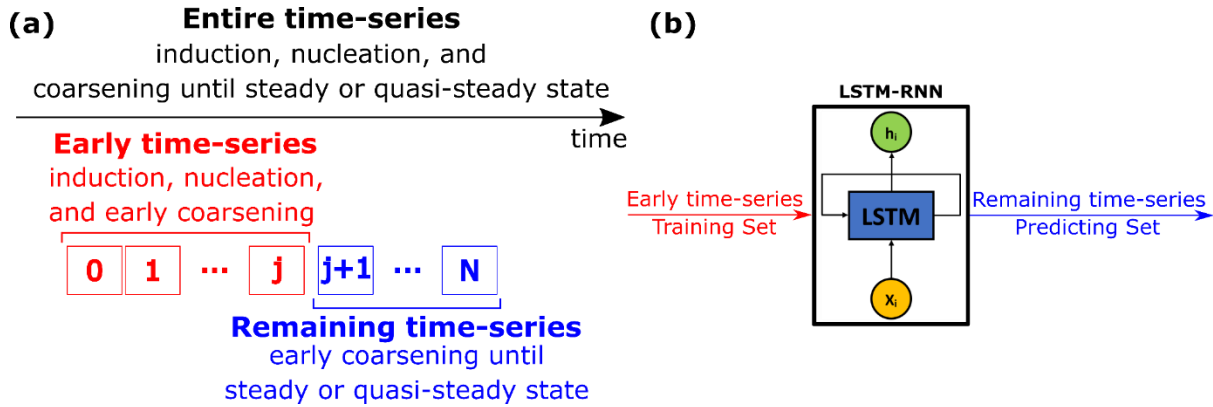 (a)
Entire time-series
induction, nucleation, and
coarsening until steady or quasi-steady state
time
Early time-series
induction, nucleation,
and early coarsening
0 1 ... j j+1 ... N
Remaining time-series
early coarsening until
steady or quasi-steady state
(b)
LSTM-RNN
hᵢ
Early time-series
Training Set
LSTM
Remaining time-series
Predicting Set
Xᵢ